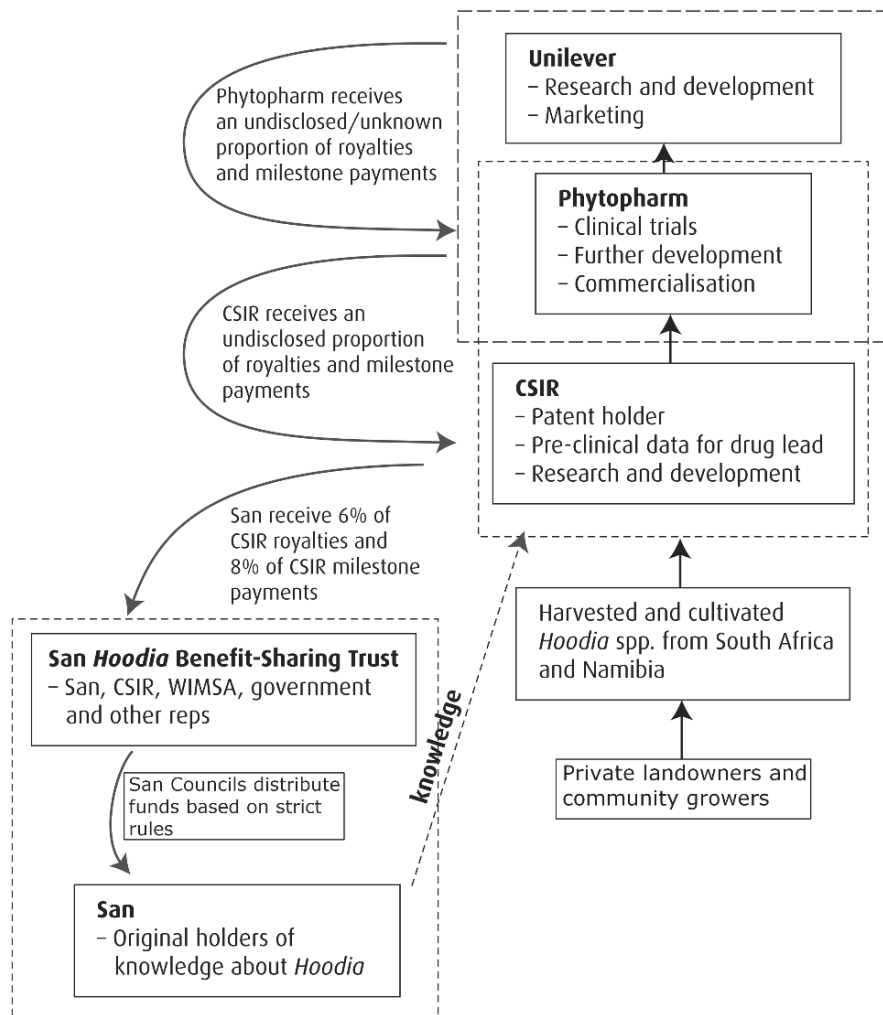 Unilever
– Research and development
– Marketing
Phytopharm receives
an undisclosed/unknown
proportion of royalties
and milestone payments
Phytopharm
– Clinical trials
– Further development
– Commercialisation
CSIR receives an
undisclosed proportion
of royalties and milestone
payments
CSIR
– Patent holder
– Pre-clinical data for drug lead
– Research and development
San receive 6% of
CSIR royalties and
8% of CSIR milestone
payments
Harvested and cultivated
Hoodia spp. from South Africa
and Namibia
San Hoodia Benefit-Sharing Trust
– San, CSIR, WIMSA, government
and other reps
knowledge
Private landowners and
community growers
San Councils distribute
funds based on strict
rules
San
– Original holders of
knowledge about Hoodia